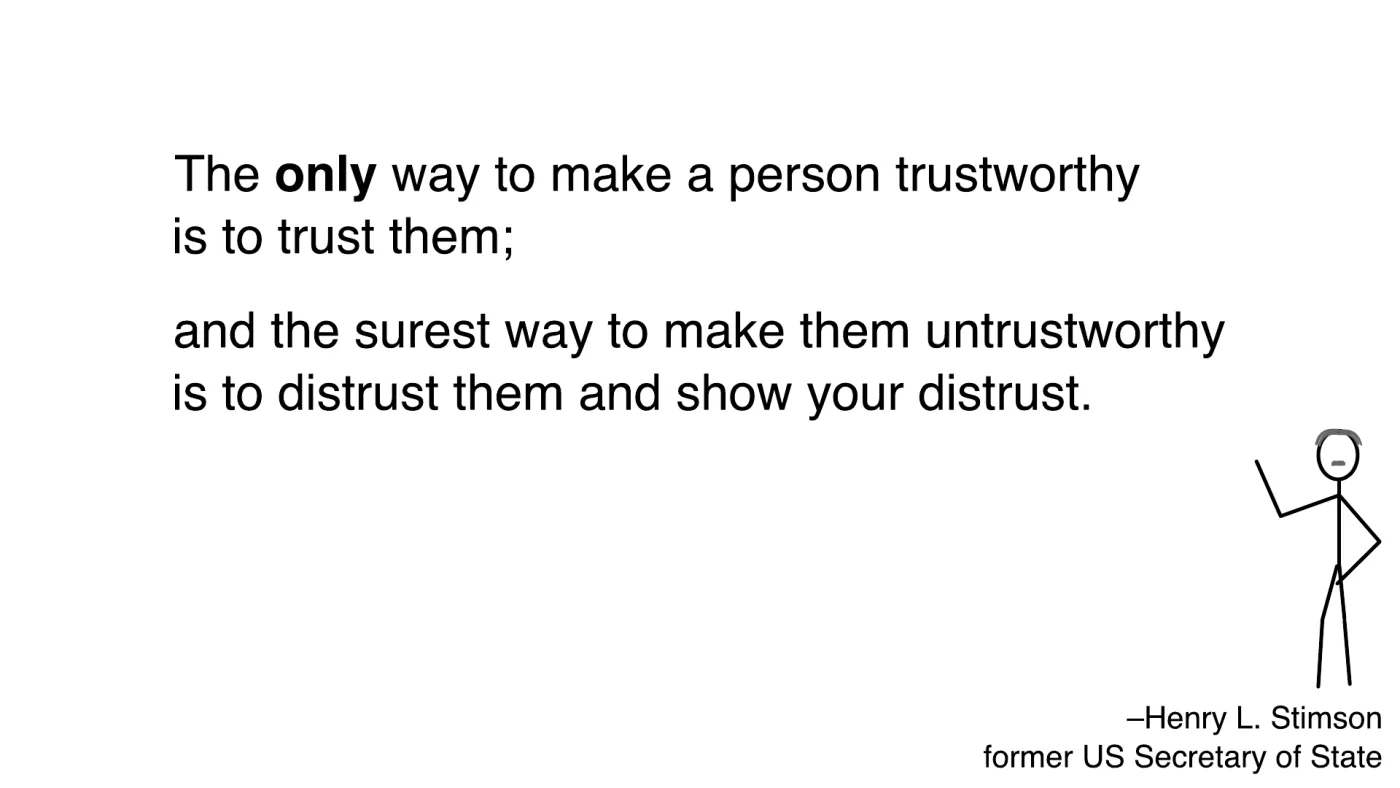 The only way to make a person trustworthy
is to trust them;
and the surest way to make them untrustworthy
is to distrust them and show your distrust.
–Henry L. Stimson
former US Secretary of State